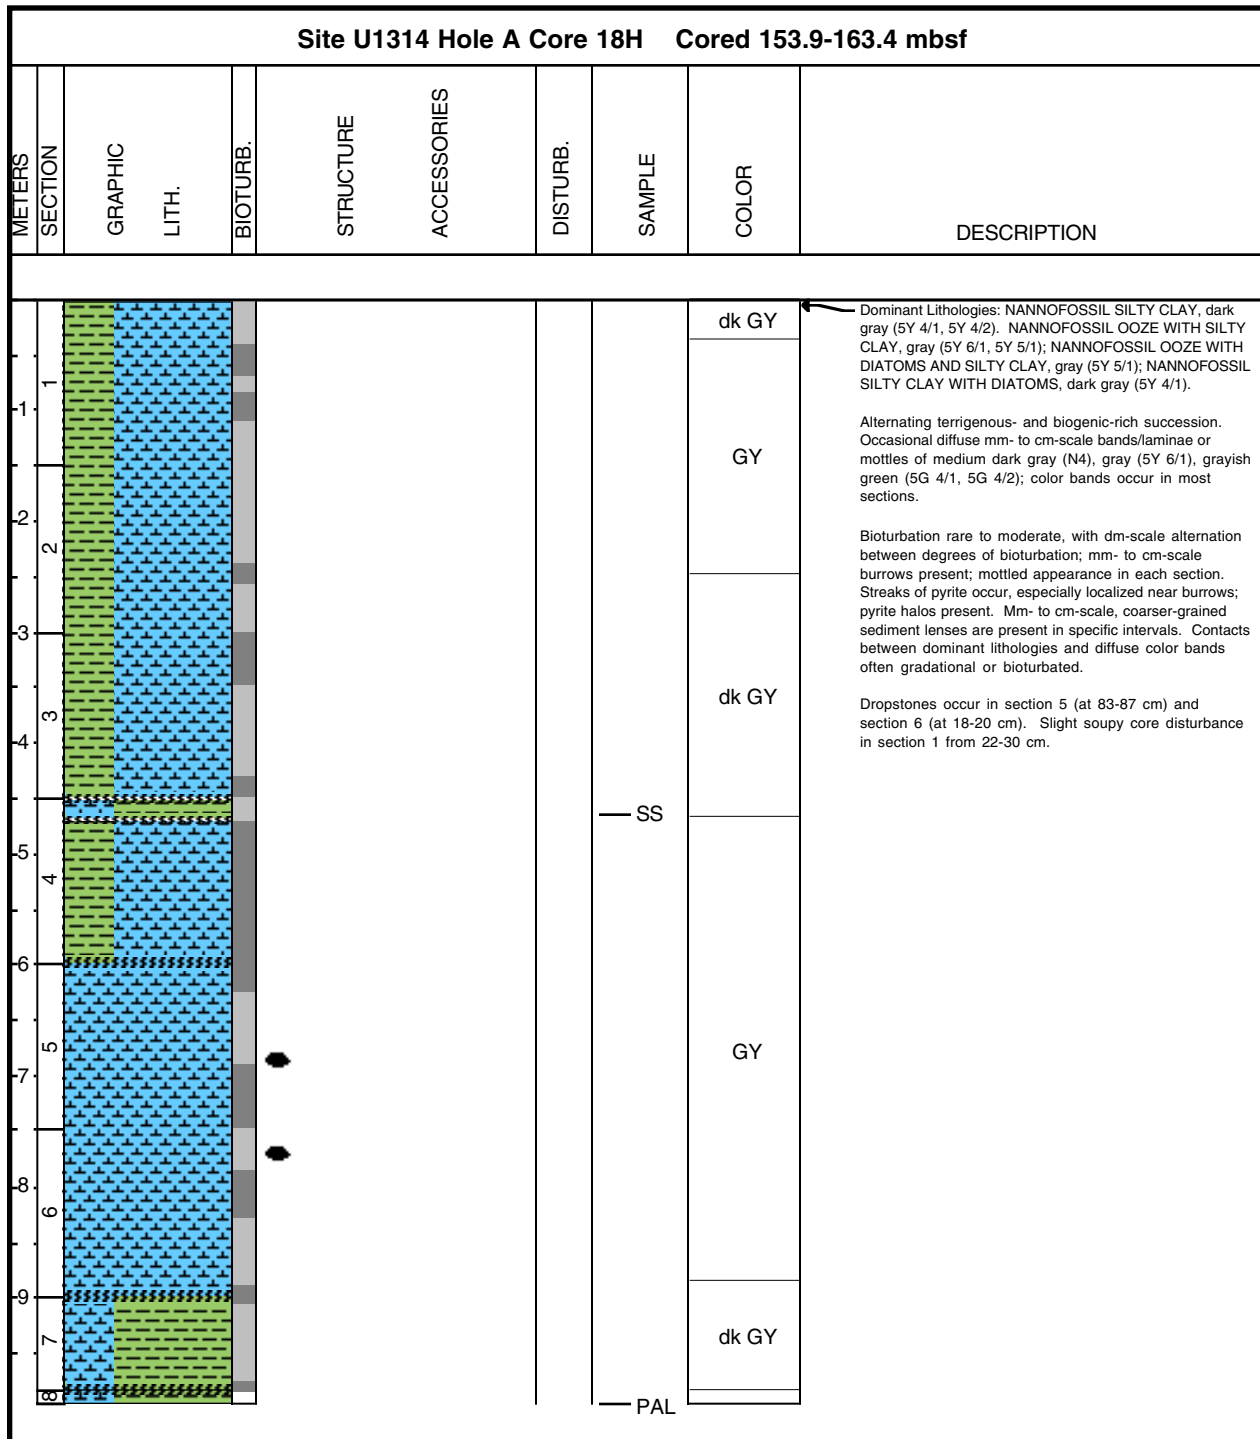 Site U1314 Hole A Core 18H Cored 153.9-163.4 mbsf
METERS
SECTION
GRAPHIC
LITH.
BIOTURB.
STRUCTURE
ACCESSORIES
DISTURB.
SAMPLE
COLOR
DESCRIPTION
1
2
3
4
5
6
7
8
9
1
2
3
4
5
6
7
8
SS
PAL
dk GY
GY
dk GY
GY
dk GY
Dominant Lithologies: NANNOFOSSIL SILTY CLAY, dark
gray (5Y 4/1, 5Y 4/2). NANNOFOSSIL OOZE WITH SILTY
CLAY, gray (5Y 6/1, 5Y 5/1); NANNOFOSSIL OOZE WITH
DIATOMS AND SILTY CLAY, gray (5Y 5/1); NANNOFOSSIL
SILTY CLAY WITH DIATOMS, dark gray (5Y 4/1).
Alternating terrigenous- and biogenic-rich succession.
Occasional diffuse mm- to cm-scale bands/laminae or
mottles of medium dark gray (N4), gray (5Y 6/1), grayish
green (5G 4/1, 5G 4/2); color bands occur in most
sections.
Bioturbation rare to moderate, with dm-scale alternation
between degrees of bioturbation; mm- to cm-scale
burrows present; mottled appearance in each section.
Streaks of pyrite occur, especially localized near burrows;
pyrite halos present. Mm- to cm-scale, coarser-grained
sediment lenses are present in specific intervals. Contacts
between dominant lithologies and diffuse color bands
often gradational or bioturbated.
Dropstones occur in section 5 (at 83-87 cm) and
section 6 (at 18-20 cm). Slight soupy core disturbance
in section 1 from 22-30 cm.